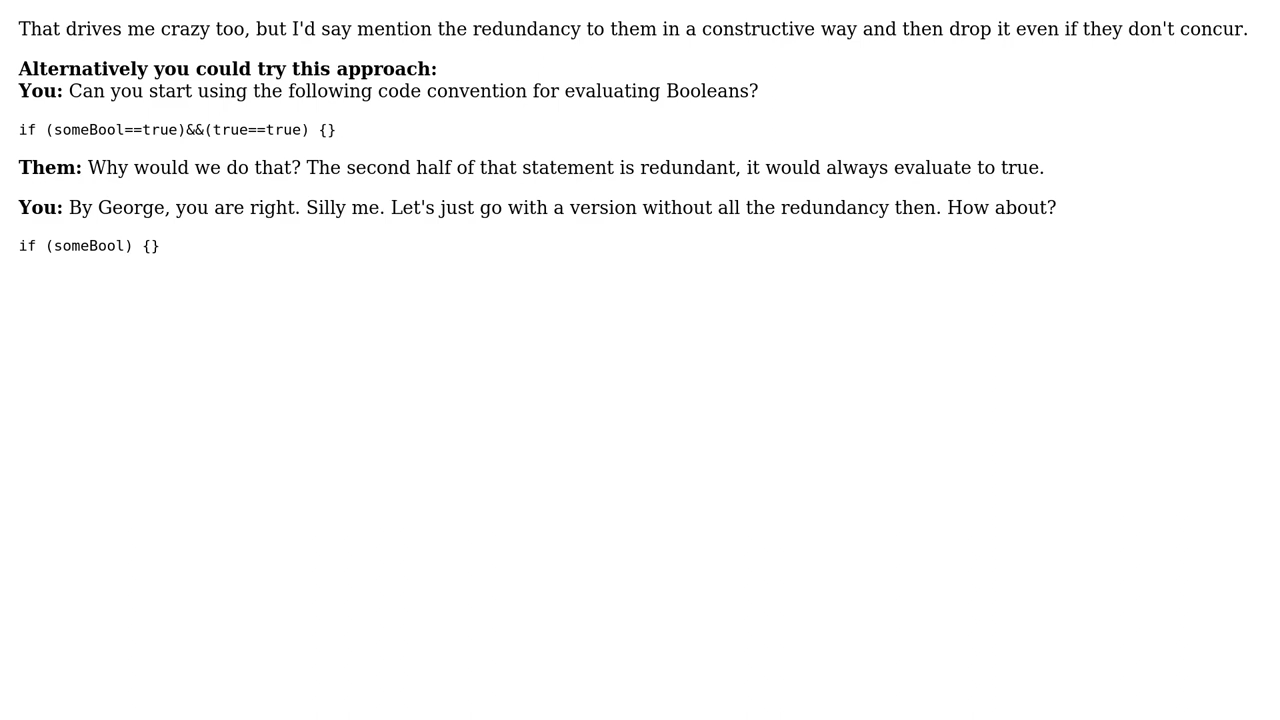 That drives me crazy too, but I'd say mention the redundancy to them in a constructive way and then drop it even if they don't concur.
Alternatively you could try this approach:
You: Can you start using the following code convention for evaluating Booleans?
if (someBool==true)&&(true==true) {}
Them: Why would we do that? The second half of that statement is redundant, it would always evaluate to true.
You: By George, you are right. Silly me. Let's just go with a version without all the redundancy then. How about?
if (someBool) {}